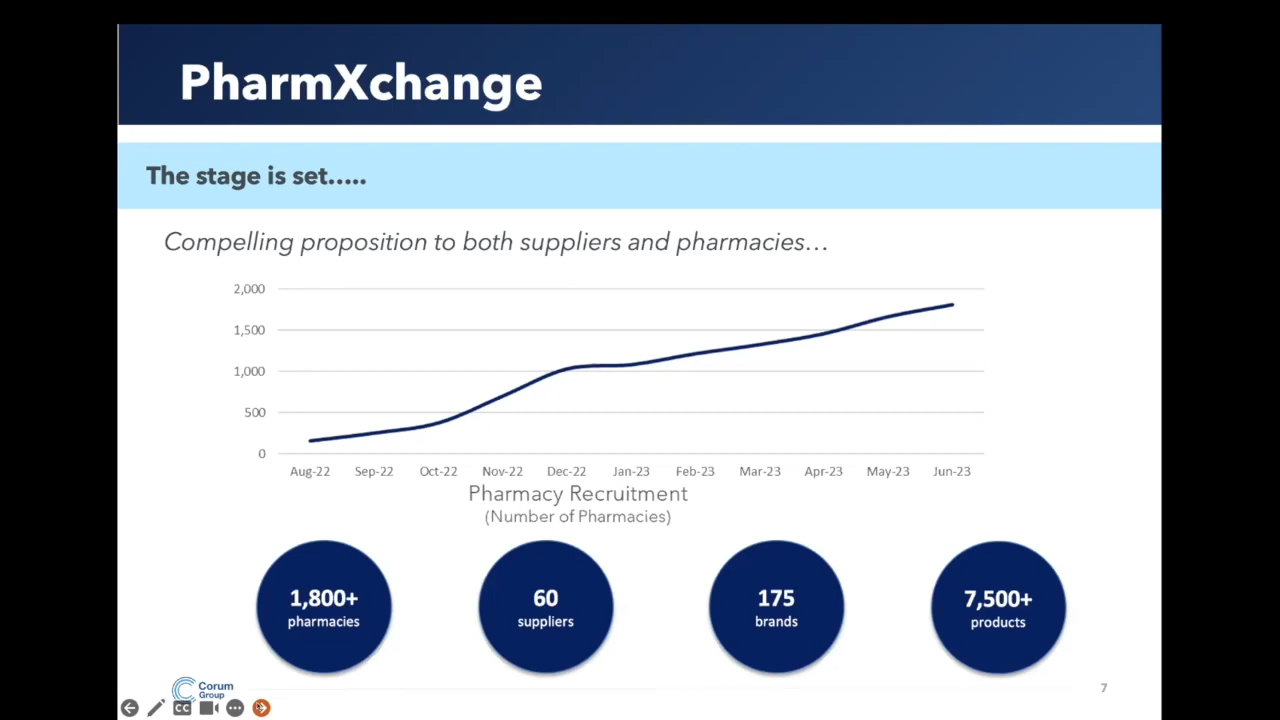 PharmXchange
The stage is set.....
Compelling proposition to both suppliers and pharmacies...
2,000
1,500
1,000
500
0
Aug-22 Sep-22 Oct-22 Nov-22 Dec-22 Jan-23 Feb-23 Mar-23 Apr-23 May-23 Jun-23
Pharmacy Recruitment
(Number of Pharmacies)
1,800+
pharmacies
60
suppliers
175
brands
7,500+
products
Corum
Group
7
CC